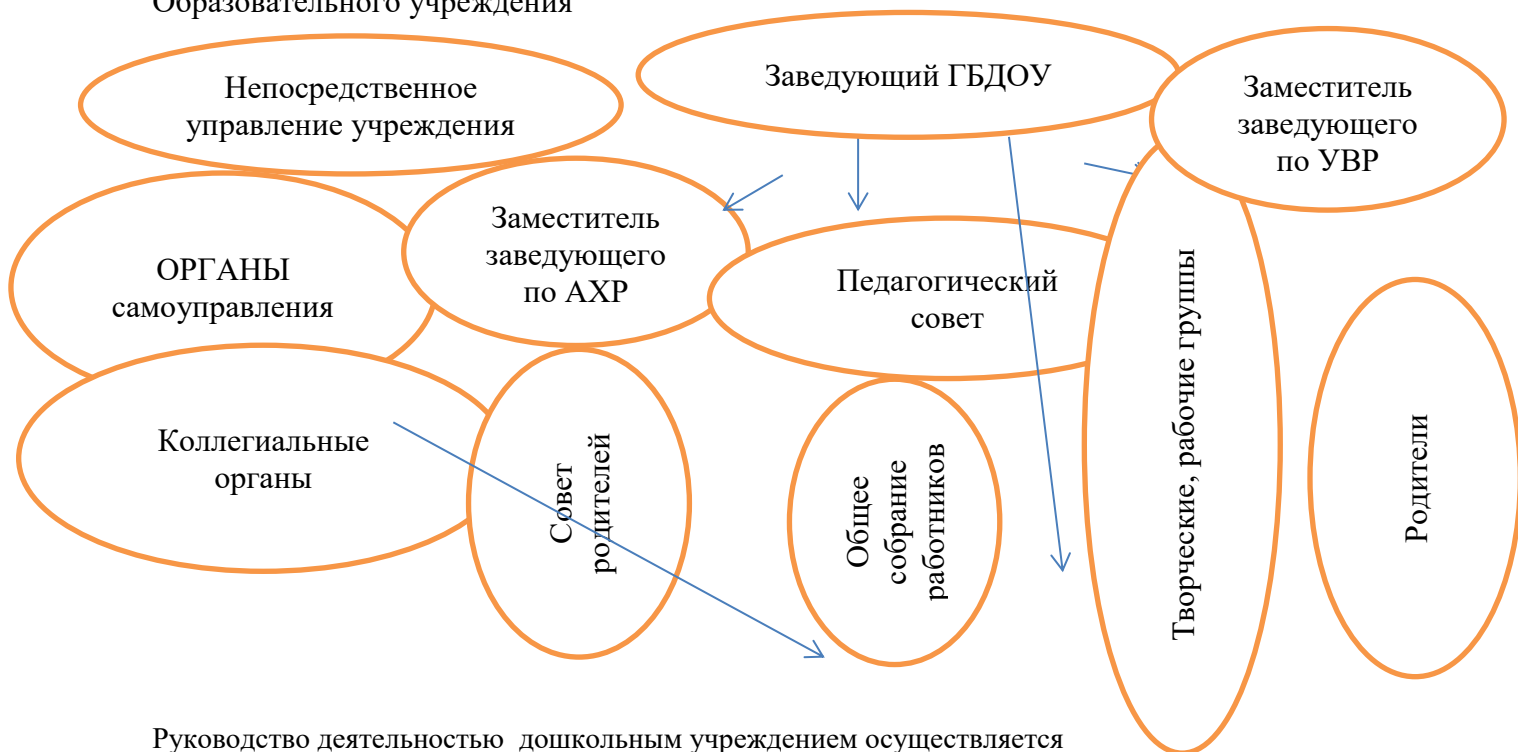 Образовательного учреждения
Непосредственное
управление учреждения
Заведующий ГБДОУ
Заместитель
заведующего
по УВР
ОРГАНЫ
самоуправления
Заместитель
заведующего
по АХР
Педагогический
совет
Коллегиальные
органы
Совет
родителей
Общее
собрание
работников
Творческие, рабочие группы
Родители
Руководство деятельностью дошкольным учреждением осуществляется